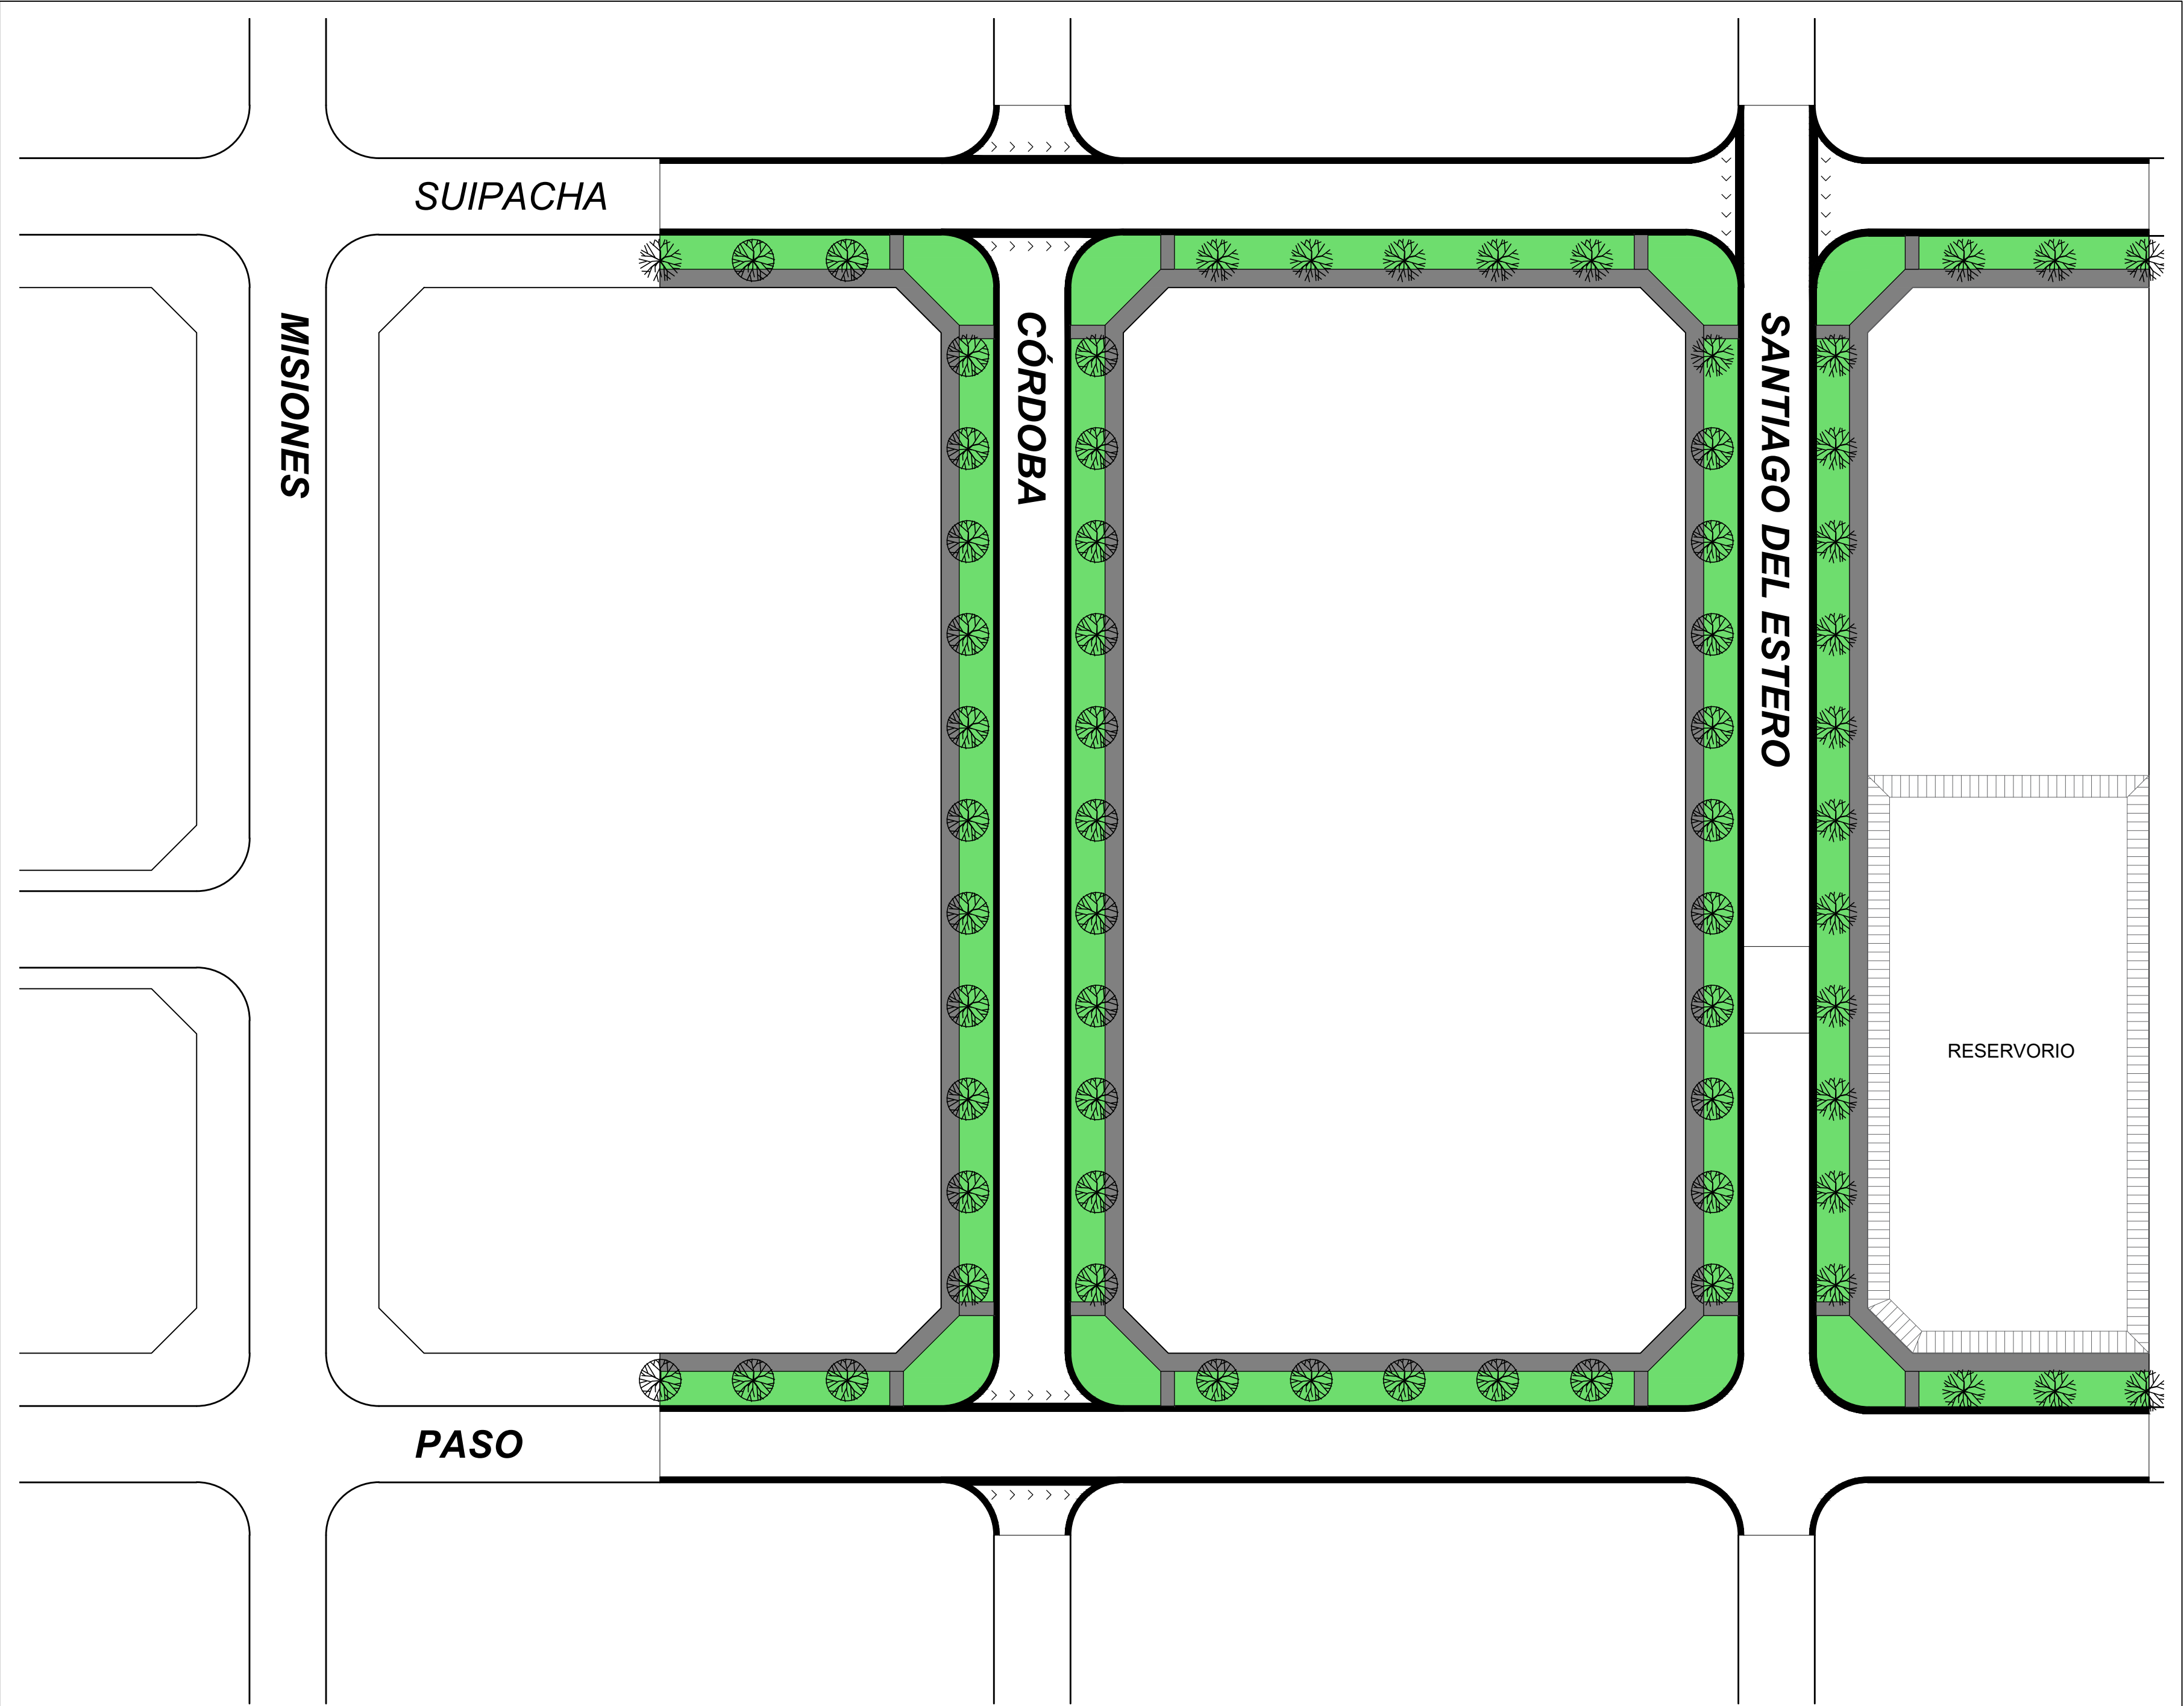 SUIPACHA
MISIONES
CÓRDOBA
SANTIAGO DEL ESTERO
RESERVORIO
PASO